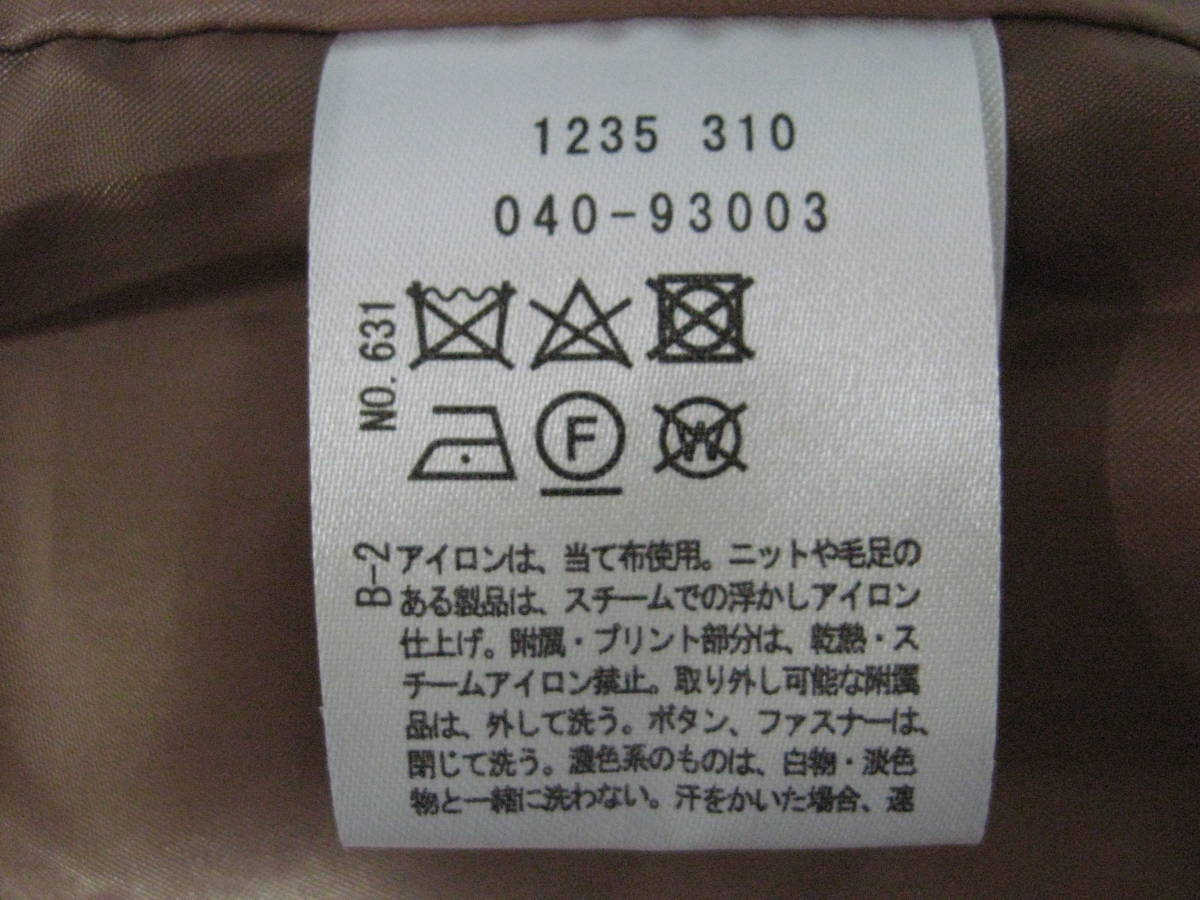 1235 310
040-93003
NO. 631
F
W
B-2
アイロンは、当て布使用。ニットや毛足の
ある製品は、スチームでの浮かしアイロン
仕上げ。附属・プリント部分は、乾熱・ス
チームアイロン禁止。取り外し可能な附属
品は、外して洗う。ボタン、ファスナーは、
閉じて洗う。濃色系のものは、白物・淡色
物と一緒に洗わない。汗をかいた場合、速